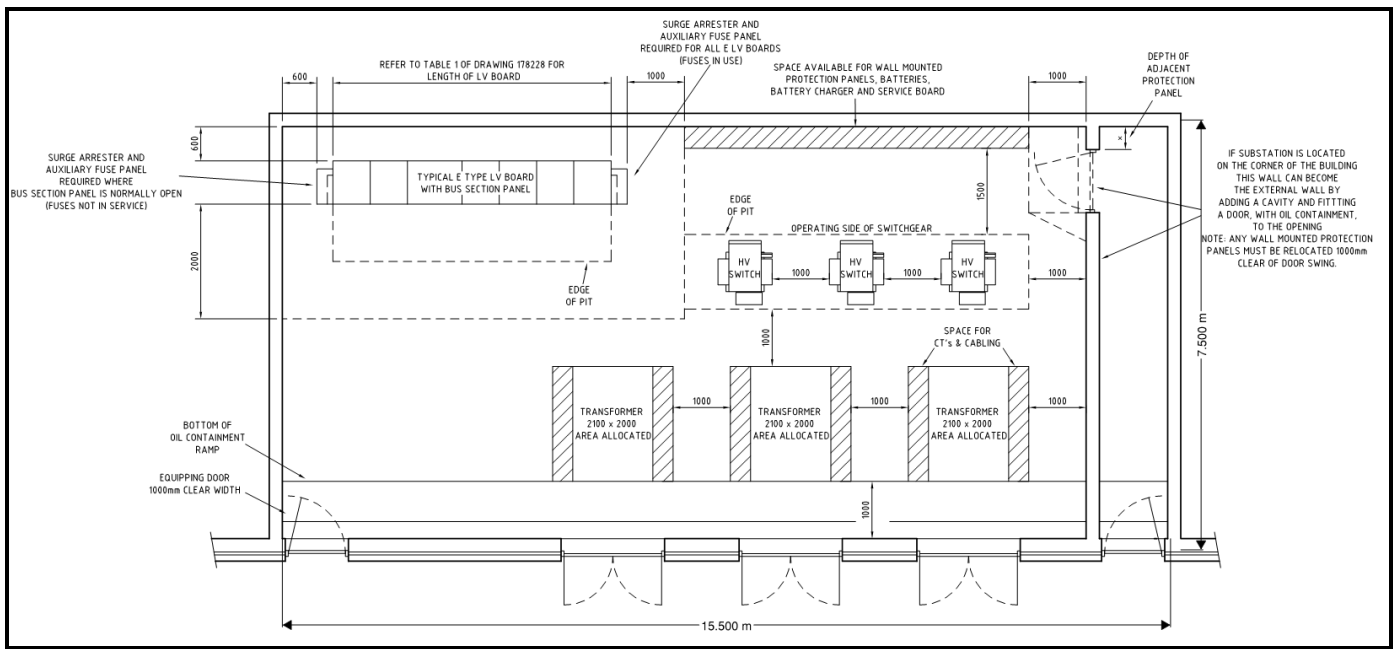 SURGE ARRESTER AND
AUXILIARY FUSE PANEL
REQUIRED FOR ALL E LV BOARDS
(FUSES IN USE)
REFER TO TABLE 1 OF DRAWING 178228 FOR
LENGTH OF LV BOARD
600
1000
SPACE AVAILABLE FOR WALL MOUNTED
PROTECTION PANELS, BATTERIES,
BATTERY CHARGER AND SERVICE BOARD
1000
DEPTH OF
ADJACENT
PROTECTION
PANEL
x
600
SURGE ARRESTER AND
AUXILIARY FUSE PANEL
REQUIRED WHERE
BUS SECTION PANEL IS NORMALLY OPEN
(FUSES NOT IN SERVICE)
TYPICAL E TYPE LV BOARD
WITH BUS SECTION PANEL
2000
EDGE
OF PIT
EDGE
OF PIT
1500
OPERATING SIDE OF SWITCHGEAR
HV
SWITCH
1000
HV
SWITCH
1000
HV
SWITCH
1000
IF SUBSTATION IS LOCATED
ON THE CORNER OF THE BUILDING
THIS WALL CAN BECOME
THE EXTERNAL WALL BY
ADDING A CAVITY AND FITTTING
A DOOR, WITH OIL CONTAINMENT,
TO THE OPENING
NOTE: ANY WALL MOUNTED PROTECTION
PANELS MUST BE RELOCATED 1000mm
CLEAR OF DOOR SWING.
7.500 m
1000
SPACE FOR
CT's & CABLING
TRANSFORMER
2100 x 2000
AREA ALLOCATED
1000
TRANSFORMER
2100 x 2000
AREA ALLOCATED
1000
TRANSFORMER
2100 x 2000
AREA ALLOCATED
1000
BOTTOM OF
OIL CONTAINMENT
RAMP
EQUIPPING DOOR
1000mm CLEAR WIDTH
1000
15.500 m